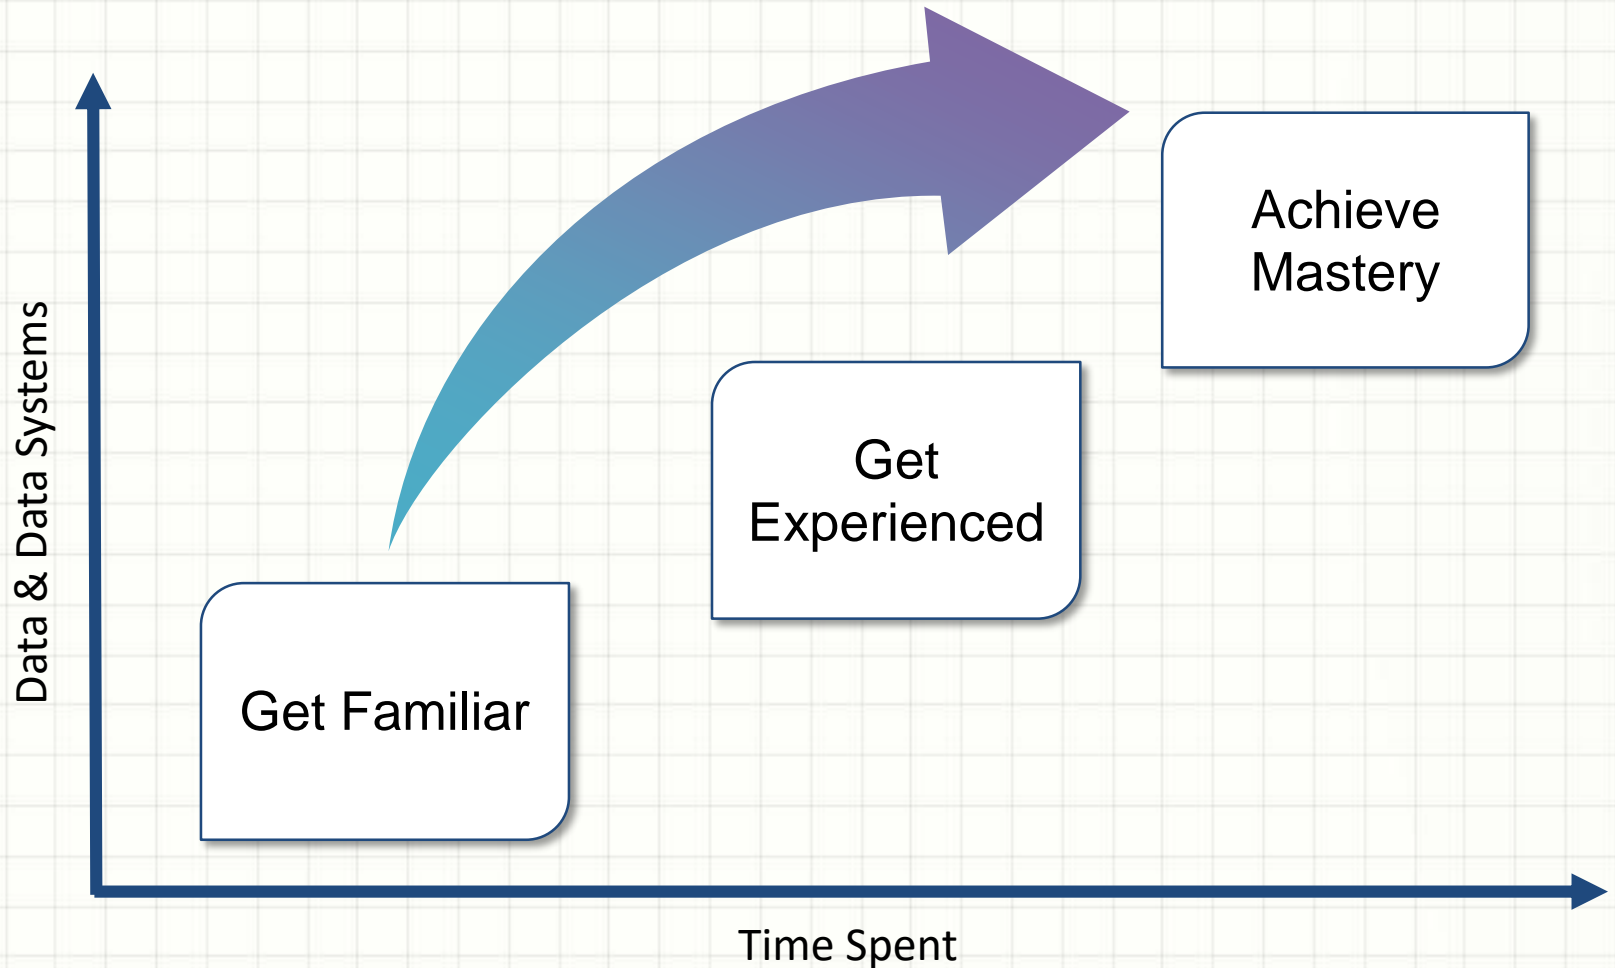 Data & Data Systems
Achieve
Mastery
Get
Experienced
Get Familiar
Time Spent